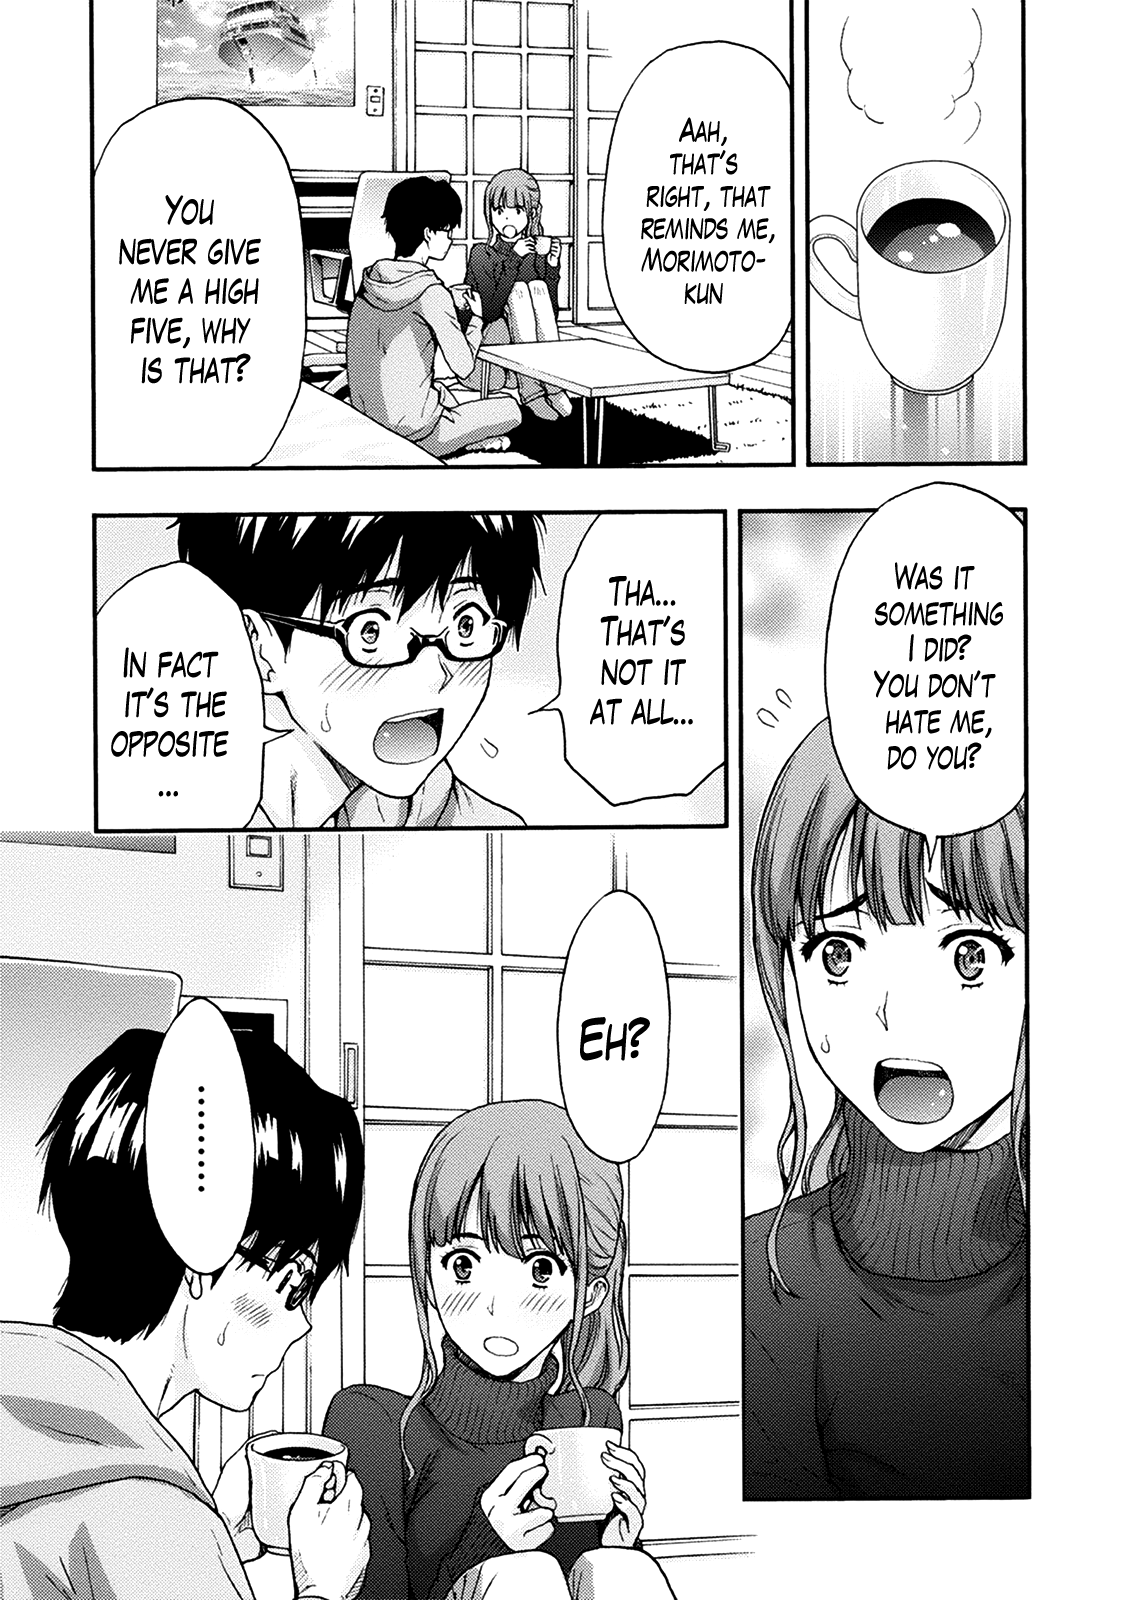 AAH,
THAT'S
RIGHT, THAT
REMINDS ME,
MORIMOTO-
KUN
YOU
NEVER GIVE
ME A HIGH
FIVE, WHY
IS THAT?
WAS IT
SOMETHING
I DID?
YOU DON'T
HATE ME,
DO YOU?
THA...
THAT'S
NOT IT
AT ALL...
IN FACT
IT'S THE
OPPOSITE
...
EH?
.........